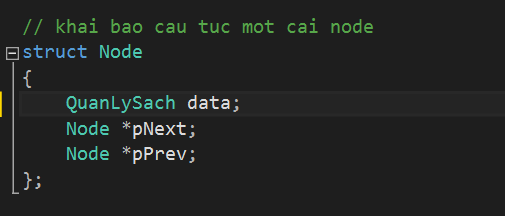 // khai bao cau tuc mot cai node
struct Node
{
QuanLySach data;
Node *pNext;
Node *pPrev;
};